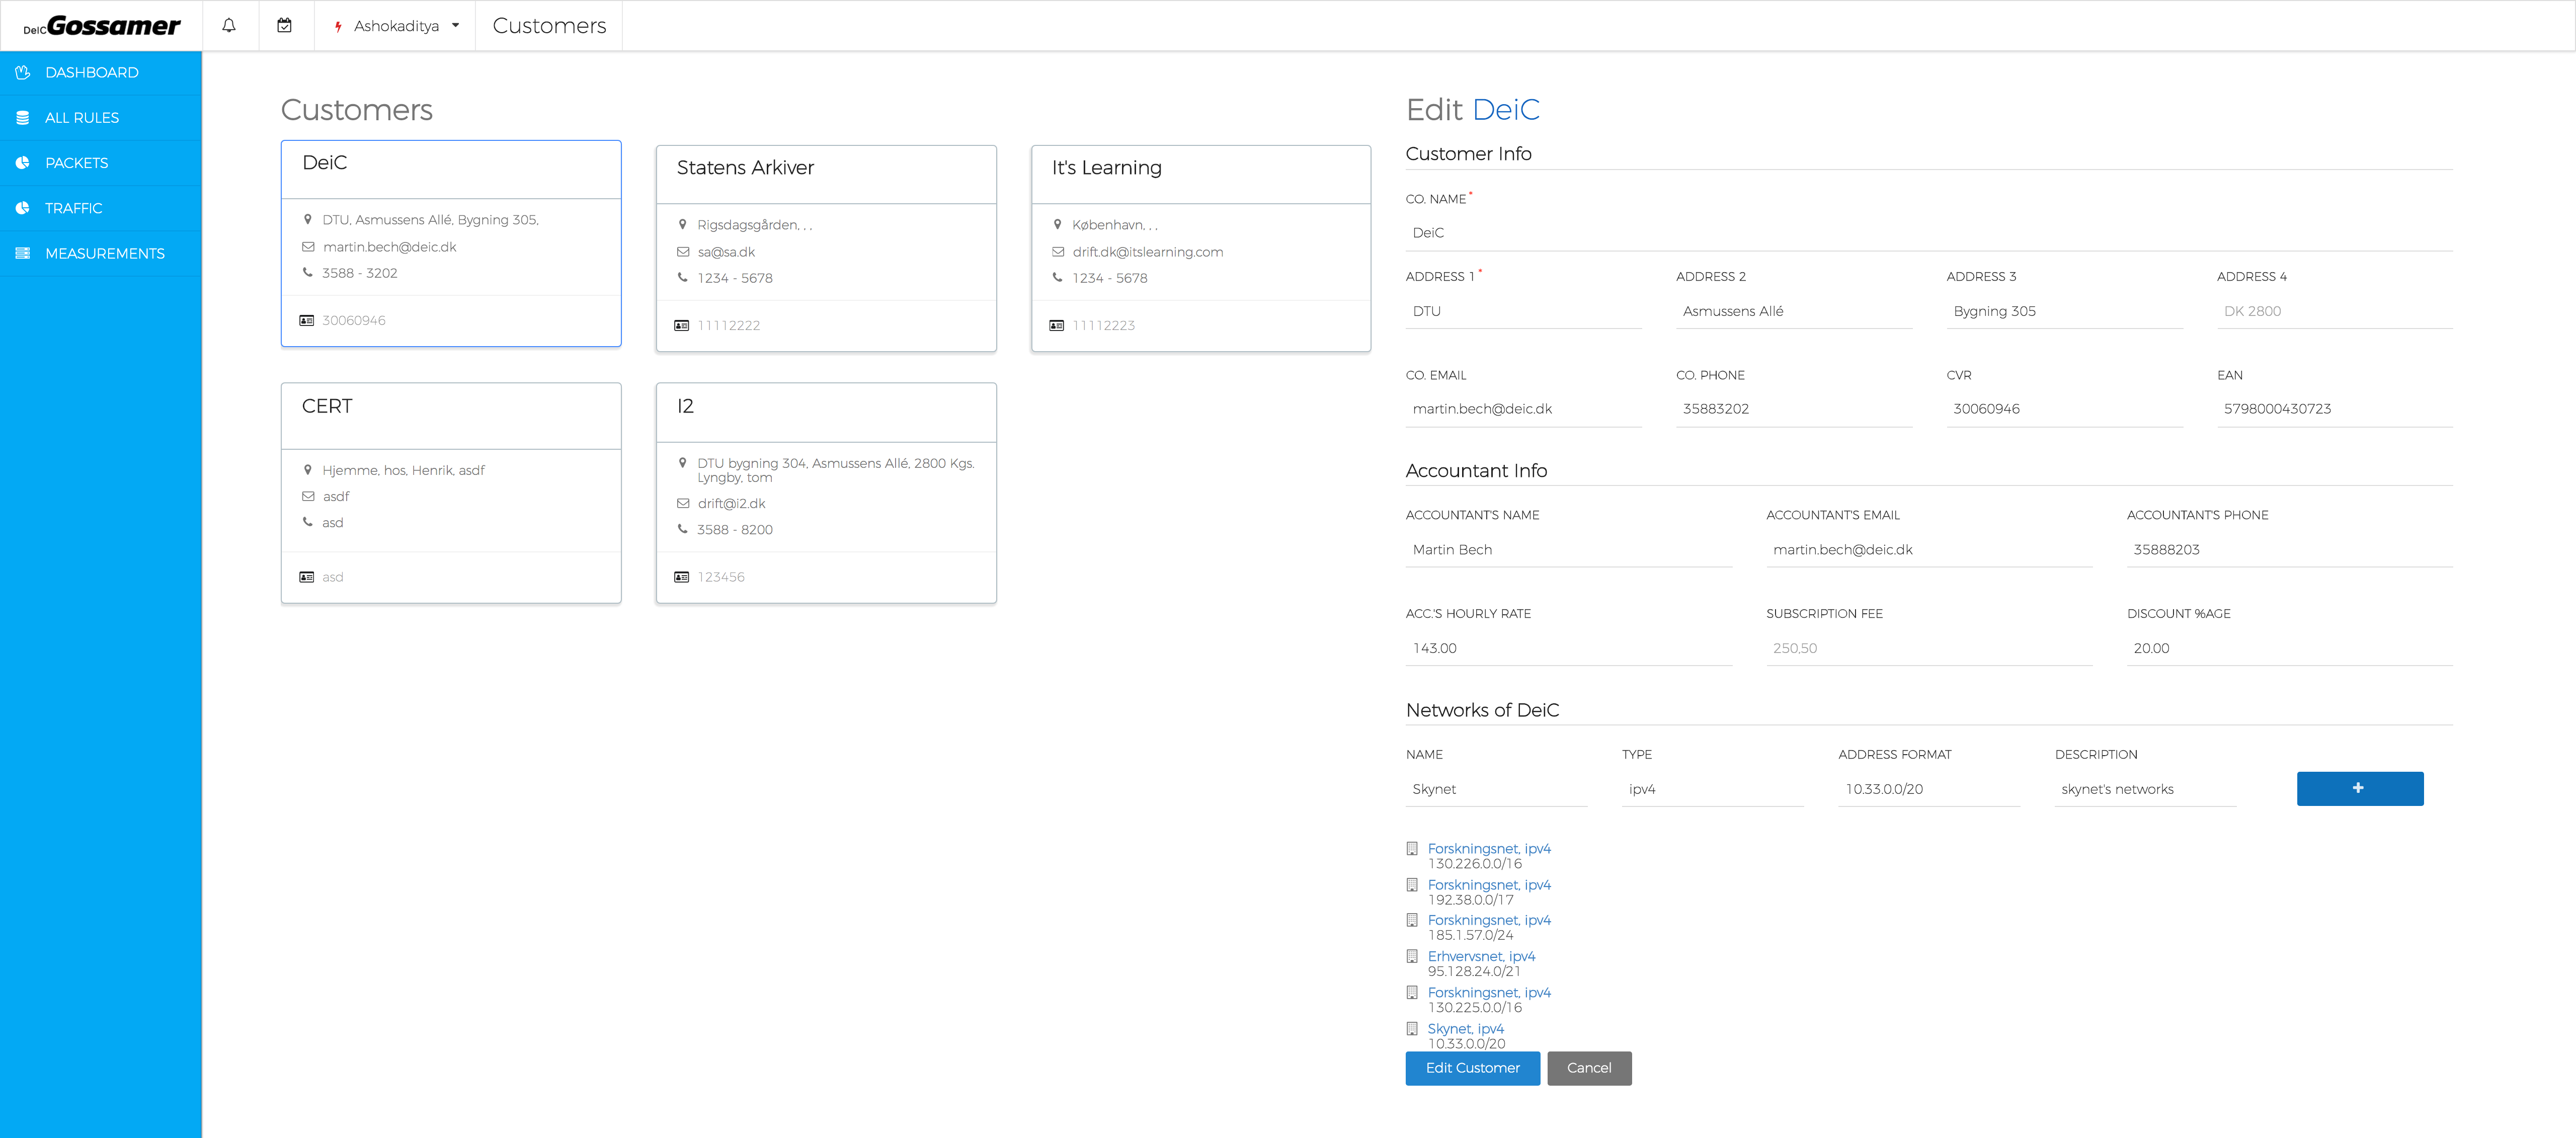 DeiC Gossamer
Ashokaditya
Customers
DASHBOARD
ALL RULES
PACKETS
TRAFFIC
MEASUREMENTS
Customers
DeiC
DTU, Asmussens Allé, Bygning 305,
martin.bech@deic.dk
3588 - 3202
30060946
Statens Arkiver
Rigsdagsgården, , ,
sa@sa.dk
1234 - 5678
11112222
It's Learning
København, , ,
drift.dk@itslearning.com
1234 - 5678
11112223
CERT
Hjemme, hos, Henrik, asdf
asdf
asd
asd
I2
DTU bygning 304, Asmussens Allé, 2800 Kgs.
Lyngby, tom
drift@i2.dk
3588 - 8200
123456
Edit DeiC
Customer Info
CO. NAME*
DeiC
ADDRESS 1* ADDRESS 2 ADDRESS 3 ADDRESS 4
DTU Asmussens Allé Bygning 305 DK 2800
CO. EMAIL CO. PHONE CVR EAN
martin.bech@deic.dk 35883202 30060946 5798000430723
Accountant Info
ACCOUNTANT'S NAME ACCOUNTANT'S EMAIL ACCOUNTANT'S PHONE
Martin Bech martin.bech@deic.dk 35888203
ACC.'S HOURLY RATE SUBSCRIPTION FEE DISCOUNT %AGE
143.00 250,50 20.00
Networks of DeiC
NAME TYPE ADDRESS FORMAT DESCRIPTION
Skynet ipv4 10.33.0.0/20 skynet's networks +
Forskningsnet, ipv4
130.226.0.0/16
Forskningsnet, ipv4
192.38.0.0/17
Forskningsnet, ipv4
185.1.57.0/24
Erhvervsnet, ipv4
95.128.24.0/21
Forskningsnet, ipv4
130.225.0.0/16
Skynet, ipv4
10.33.0.0/20
Edit Customer Cancel